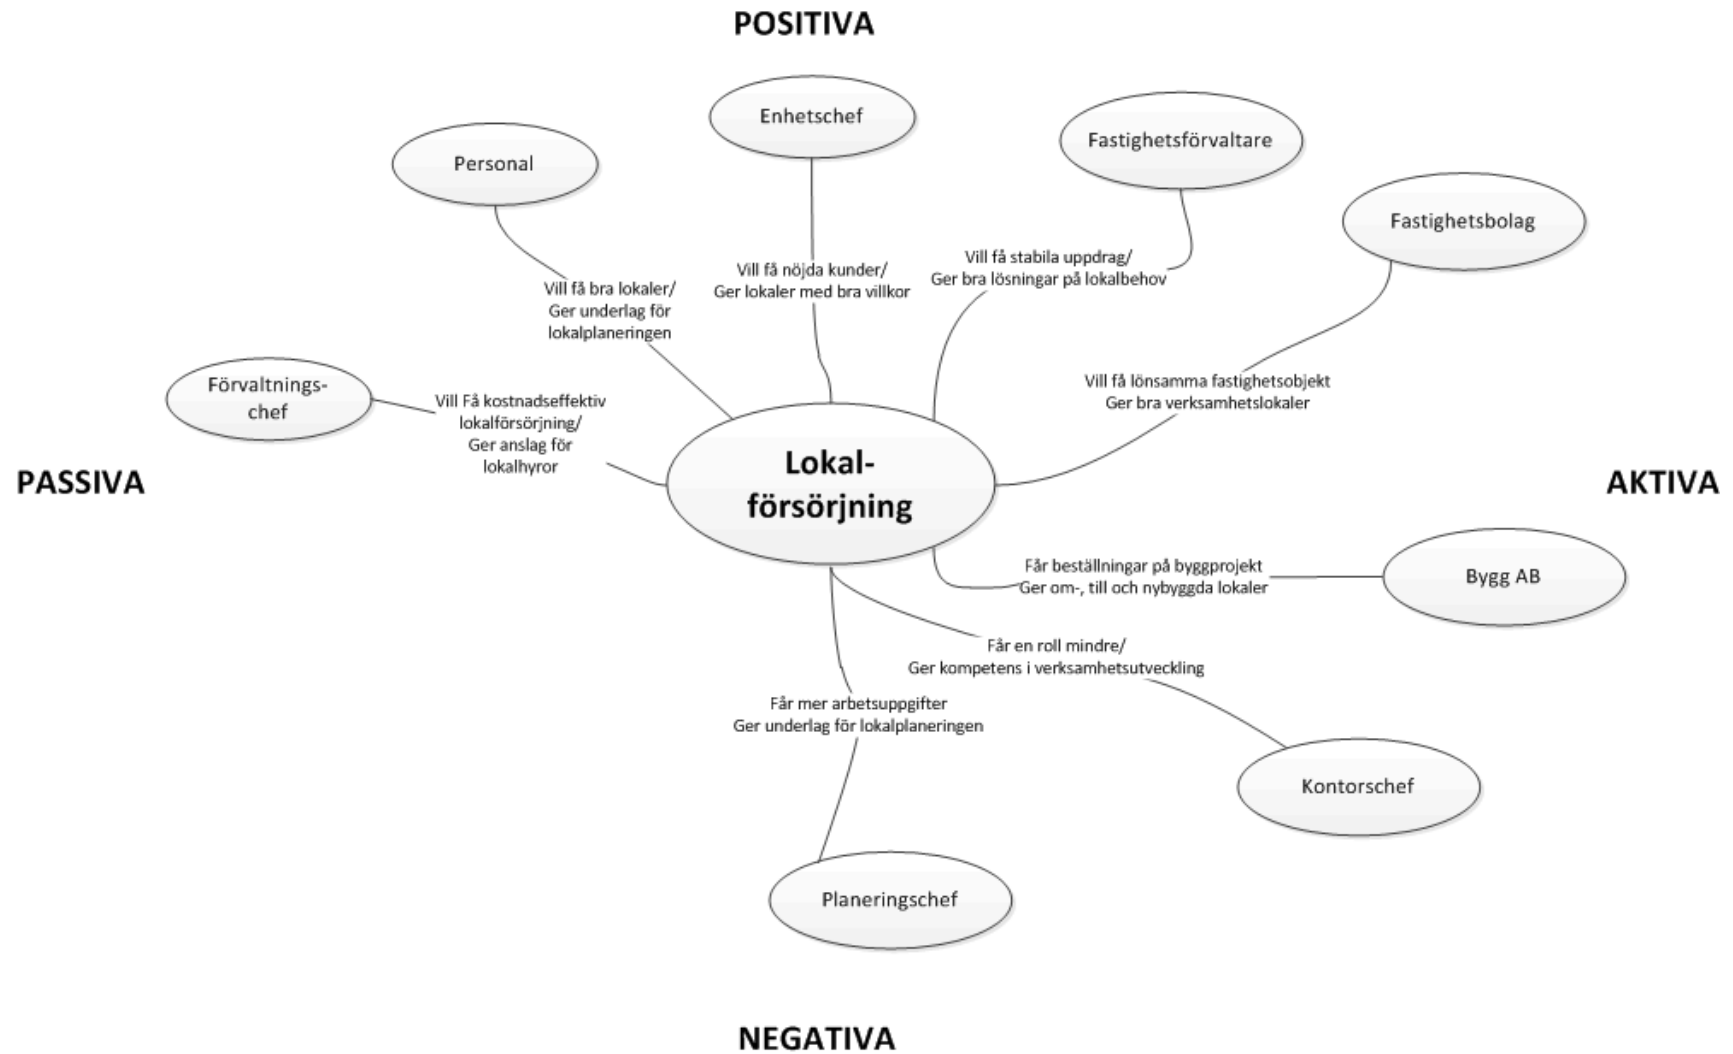 POSITIVA
Enhetschef
Fastighetsförvaltare
Personal
Fastighetsbolag
Vill få stabila uppdrag/
Ger bra lösningar på lokalbehov
Vill få nöjda kunder/
Ger lokaler med bra villkor
Vill få bra lokaler/
Ger underlag för
lokalplaneringen
Förvaltnings-
chef
Vill Få kostnadseffektiv
lokalförsörjning/
Ger anslag för
lokalhyror
Vill få lönsamma fastighetsobjekt
Ger bra verksamhetslokaler
PASSIVA
Lokal-
försörjning
AKTIVA
Får beställningar på byggprojekt
Ger om-, till och nybyggda lokaler
Bygg AB
Får en roll mindre/
Ger kompetens i verksamhetsutveckling
Får mer arbetsuppgifter
Ger underlag för lokalplaneringen
Kontorschef
Planeringschef
NEGATIVA